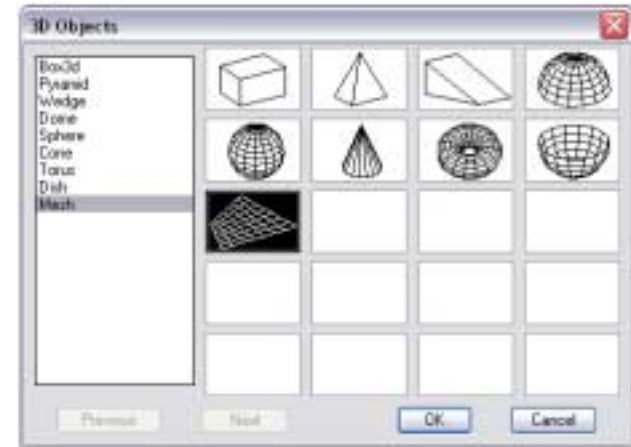 3D Objects
Box3d
Pyramid
Wedge
Dome
Sphere
Cone
Torus
Dish
Mesh
Previous
Next
OK
Cancel